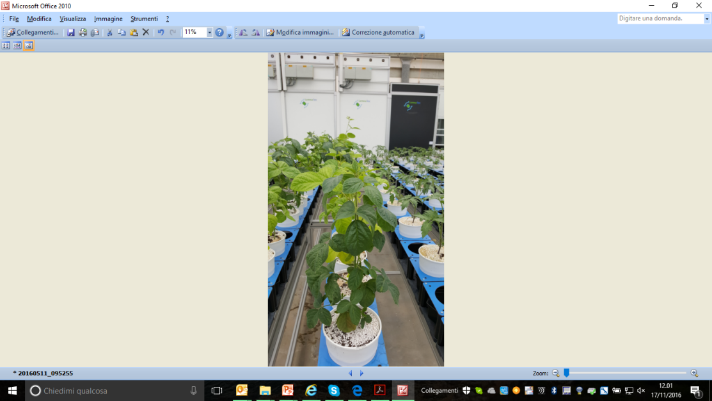 Microsoft Office 2010
File Modifica Visualizza Immagine Strumenti ?
Digitare una domanda.
Collegamenti...
11%
Modifica immagini...
Correzione automatica
* 20160511_095255
Zoom:
Chiedimi qualcosa
Collegamenti
12.01
17/11/2016